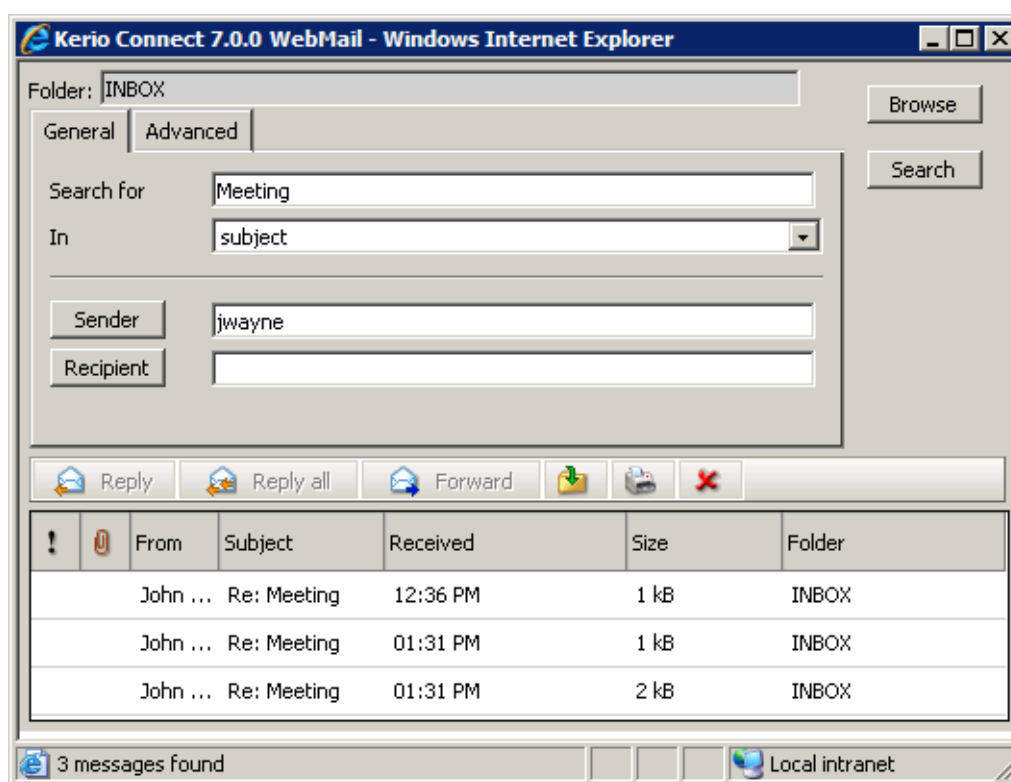 Kerio Connect 7.0.0 WebMail - Windows Internet Explorer
Folder: INBOX
Browse
General Advanced
Search
Search for Meeting
In subject
Sender jwayne
Recipient
Reply Reply all Forward
! From Subject Received Size Folder
John ... Re: Meeting 12:36 PM 1 kB INBOX
John ... Re: Meeting 01:31 PM 1 kB INBOX
John ... Re: Meeting 01:31 PM 2 kB INBOX
3 messages found Local intranet